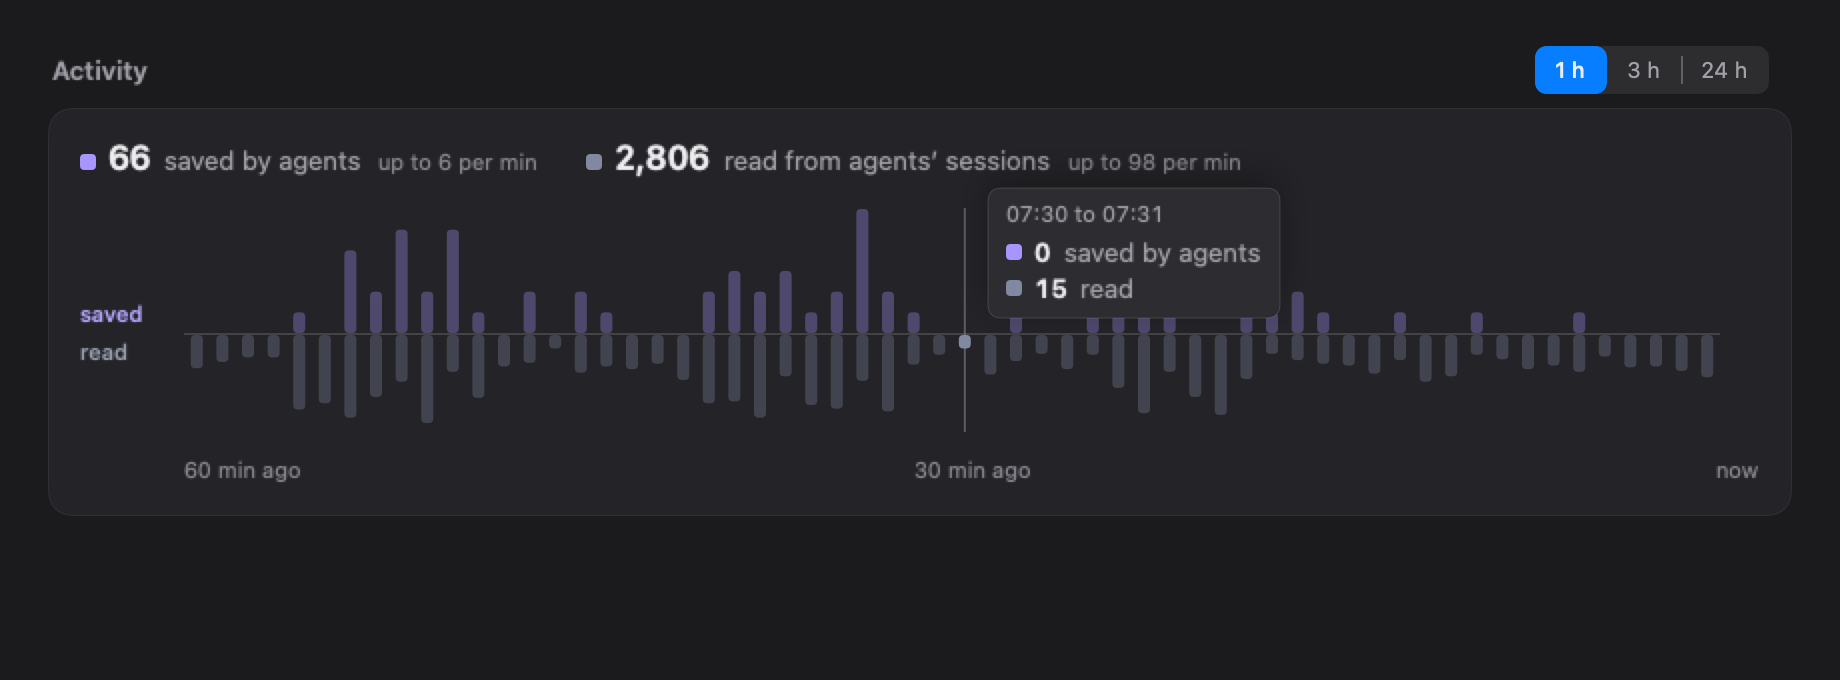 Activity
1 h 3 h 24 h
66 saved by agents up to 6 per min
2,806 read from agents’ sessions up to 98 per min
07:30 to 07:31
0 saved by agents
15 read
saved
read
60 min ago
30 min ago
now